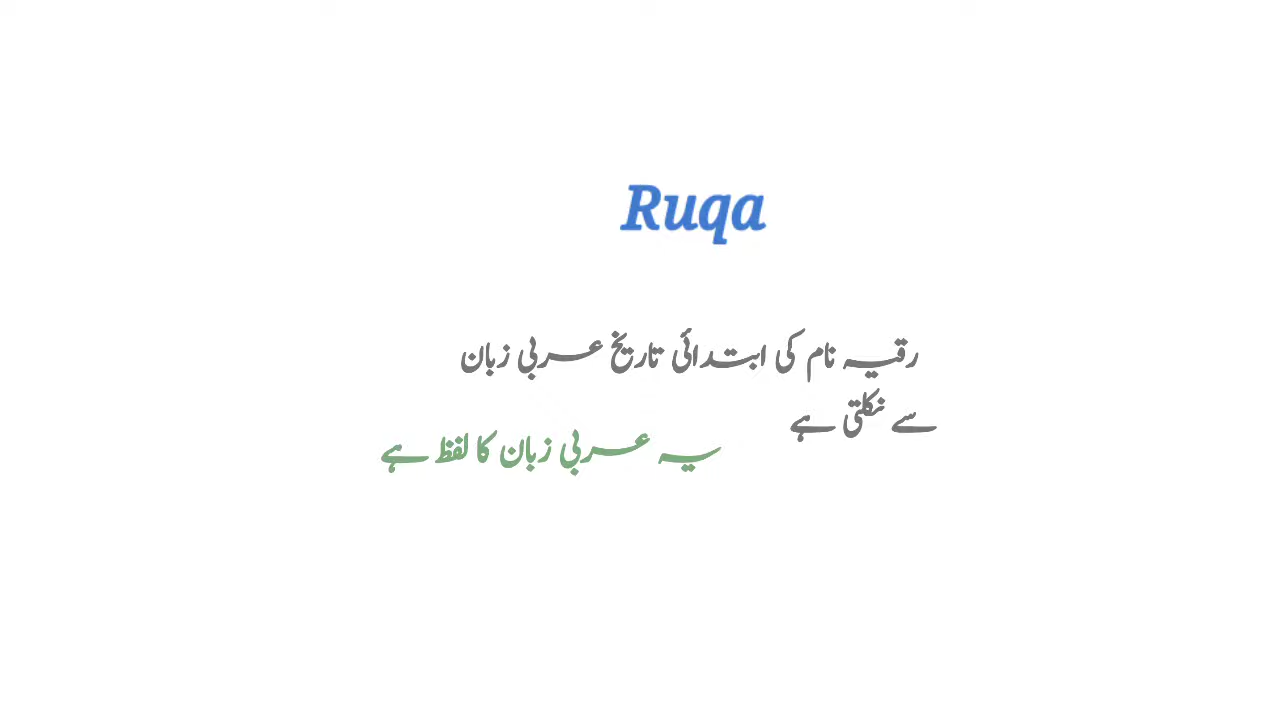 Ruqa
رقیہ نام کی ابتدائی تاریخ عربی زبان
سے نکلتی ہے
یہ عربی زبان کا لفظ ہے